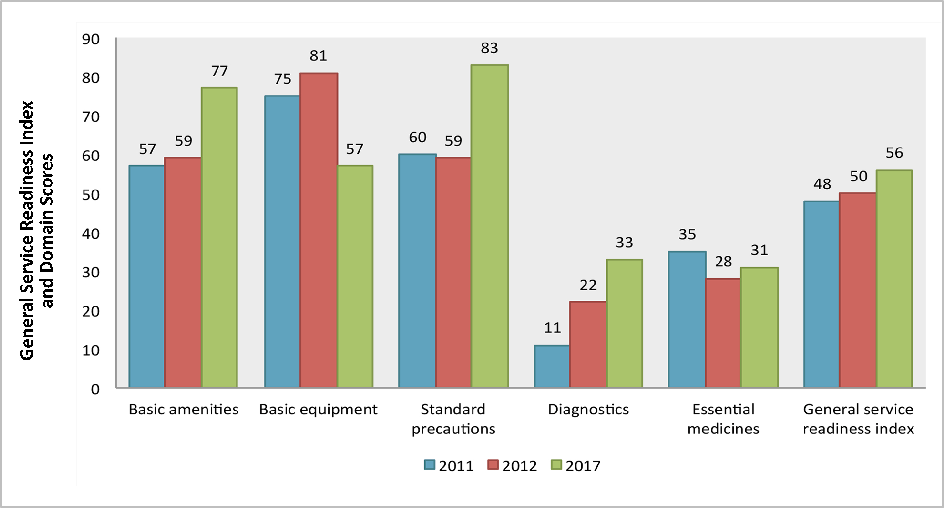 General Service Readiness Index
and Domain Scores
90
80
70
60
50
40
30
20
10
0
57 59 77
75 81 57
60 59 83
11 22 33
35 28 31
48 50 56
Basic amenities Basic equipment Standard Diagnostics Essential General service
precautions medicines readiness index
2011 2012 2017